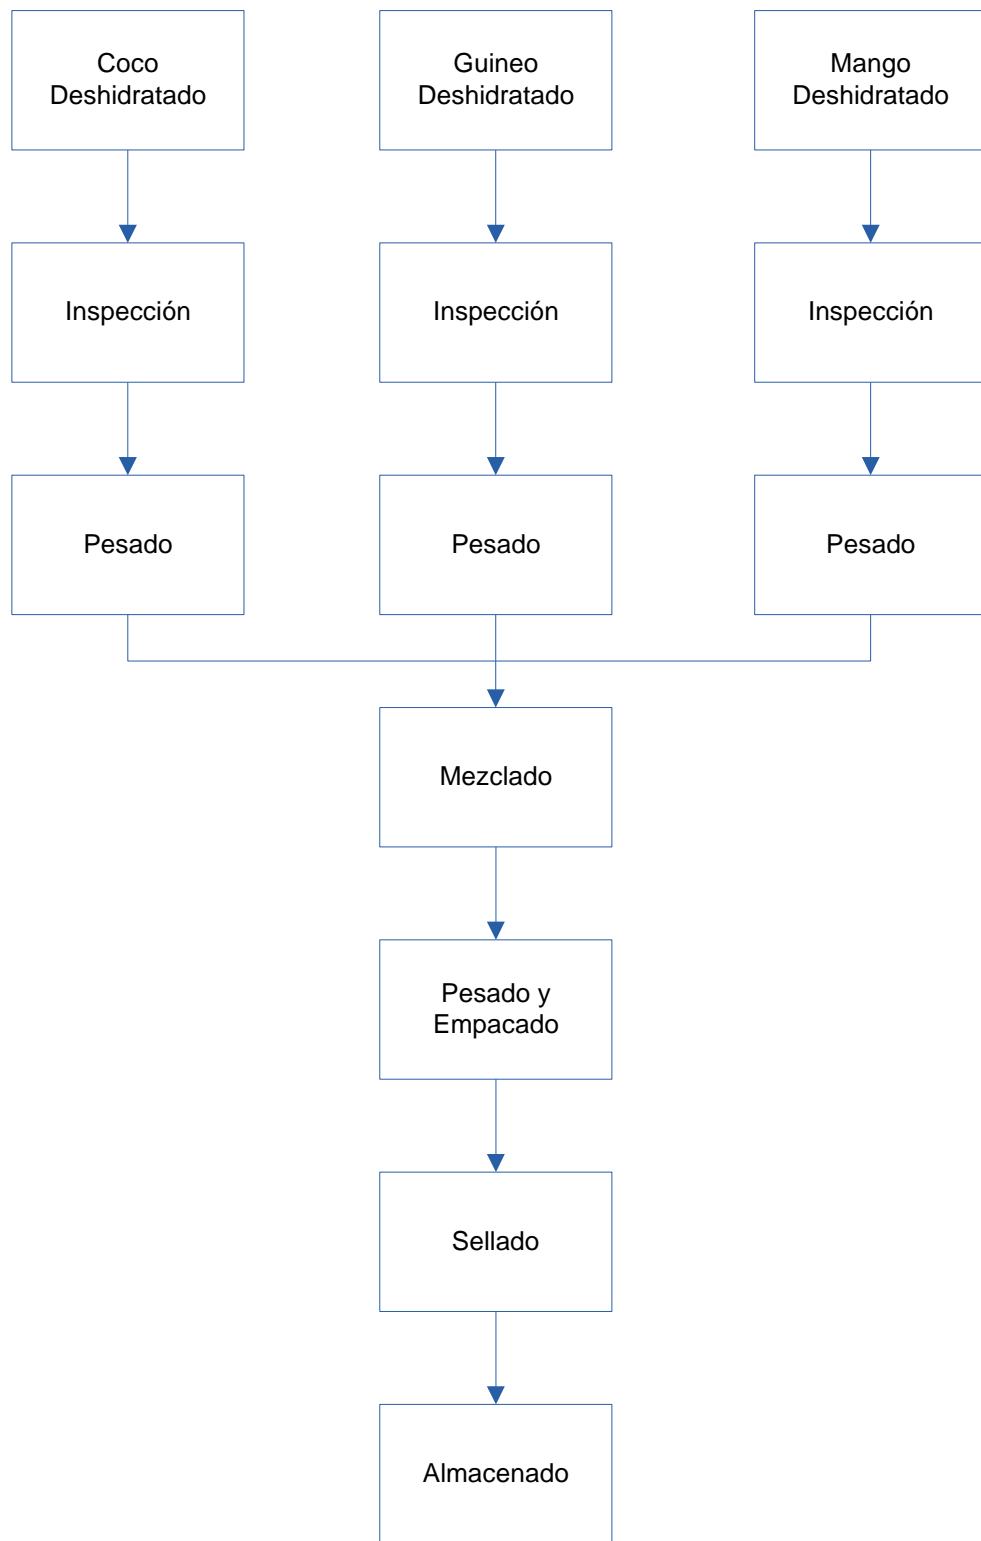 Coco
Deshidratado
Guineo
Deshidratado
Mango
Deshidratado
Inspección
Inspección
Inspección
Pesado
Pesado
Pesado
Mezclado
Pesado y
Empacado
Sellado
Almacenado